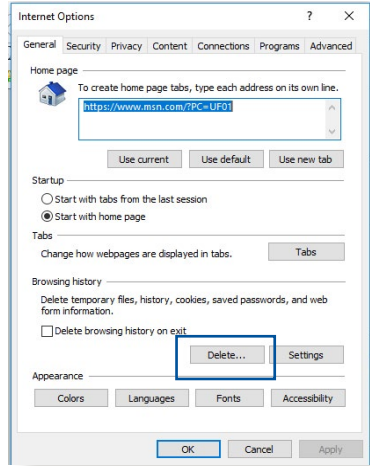 Internet Options ? X
General Security Privacy Content Connections Programs Advanced
Home page
To create home page tabs, type each address on its own line.
https://www.msn.com/?PC=UF01
Use current Use default Use new tab
Startup
Start with tabs from the last session
Start with home page
Tabs
Change how webpages are displayed in tabs. Tabs
Browsing history
Delete temporary files, history, cookies, saved passwords, and web
form information.
Delete browsing history on exit
Delete... Settings
Appearance
Colors Languages Fonts Accessibility
OK Cancel Apply